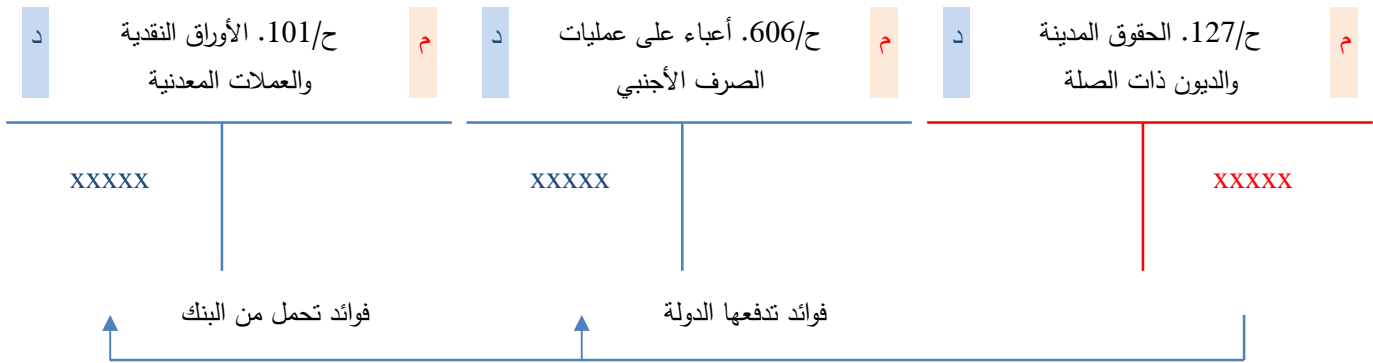 م
ح/127. الحقوق المدينة
والديون ذات الصلة
د
م
ح/606. أعباء على عمليات
الصرف الأجنبي
د
م
ح/101. الأوراق النقدية
والعملات المعدنية
د
xxxxx
xxxxx
xxxxx
فوائد تدفعها الدولة
فوائد تحمل من البنك